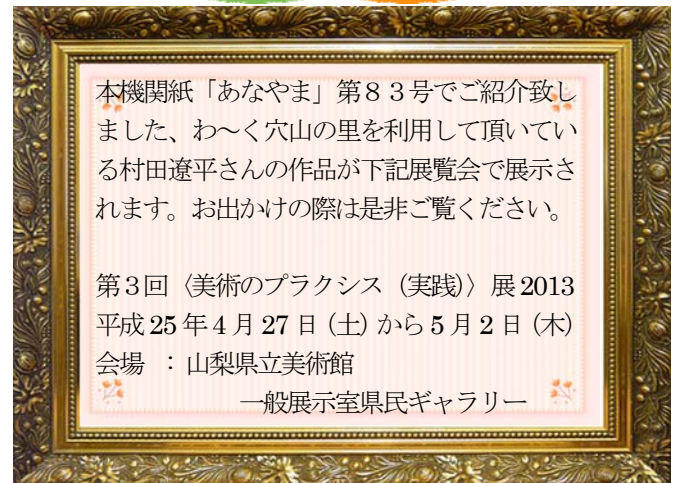 本機関紙「あなやま」第８３号でご紹介致し
ました、わ～く穴山の里を利用して頂いてい
る村田遼平さんの作品が下記展覧会で展示さ
れます。お出かけの際は是非ご覧ください。
第３回〈美術のプラクシス（実践）〉展2013
平成25年4月27日（土）から5月2日（木）
会場　：山梨県立美術館
一般展示室県民ギャラリー